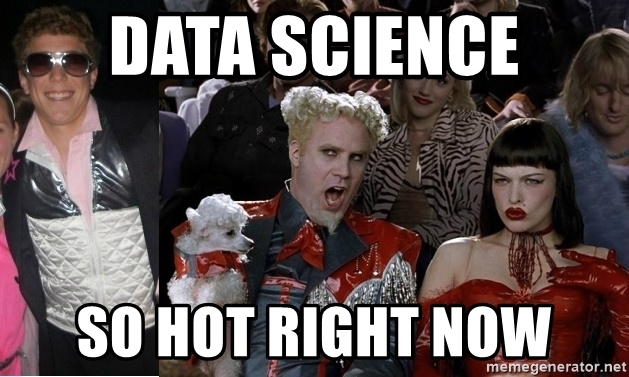 DATA SCIENCE
SO HOT RIGHT NOW
memegenerator.net